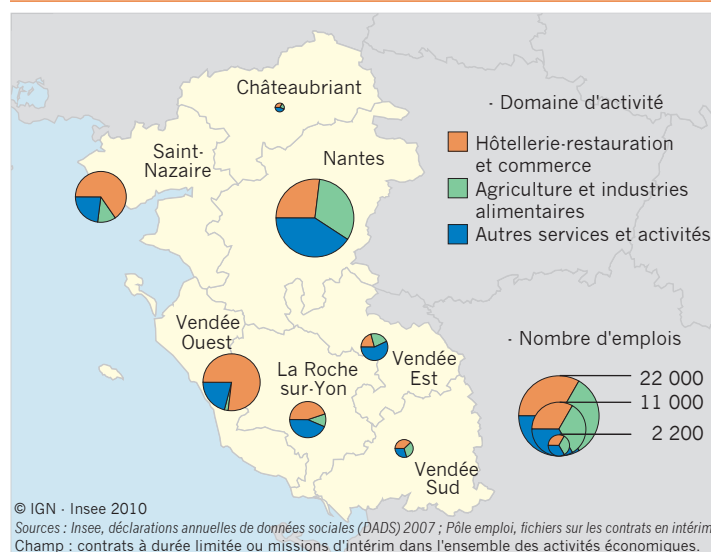 Châteaubriant
Saint-
Nazaire
Nantes
Vendée
Ouest
La Roche
sur-Yon
Vendée
Est
Vendée
Sud
· Domaine d'activité
Hôtellerie-restauration
et commerce
Agriculture et industries
alimentaires
Autres services et activités
· Nombre d'emplois
22 000
11 000
2 200
© IGN · Insee 2010
Sources : Insee, déclarations annuelles de données sociales (DADS) 2007 ; Pôle emploi, fichiers sur les contrats en intérim
Champ : contrats à durée limitée ou missions d'intérim dans l'ensemble des activités économiques.